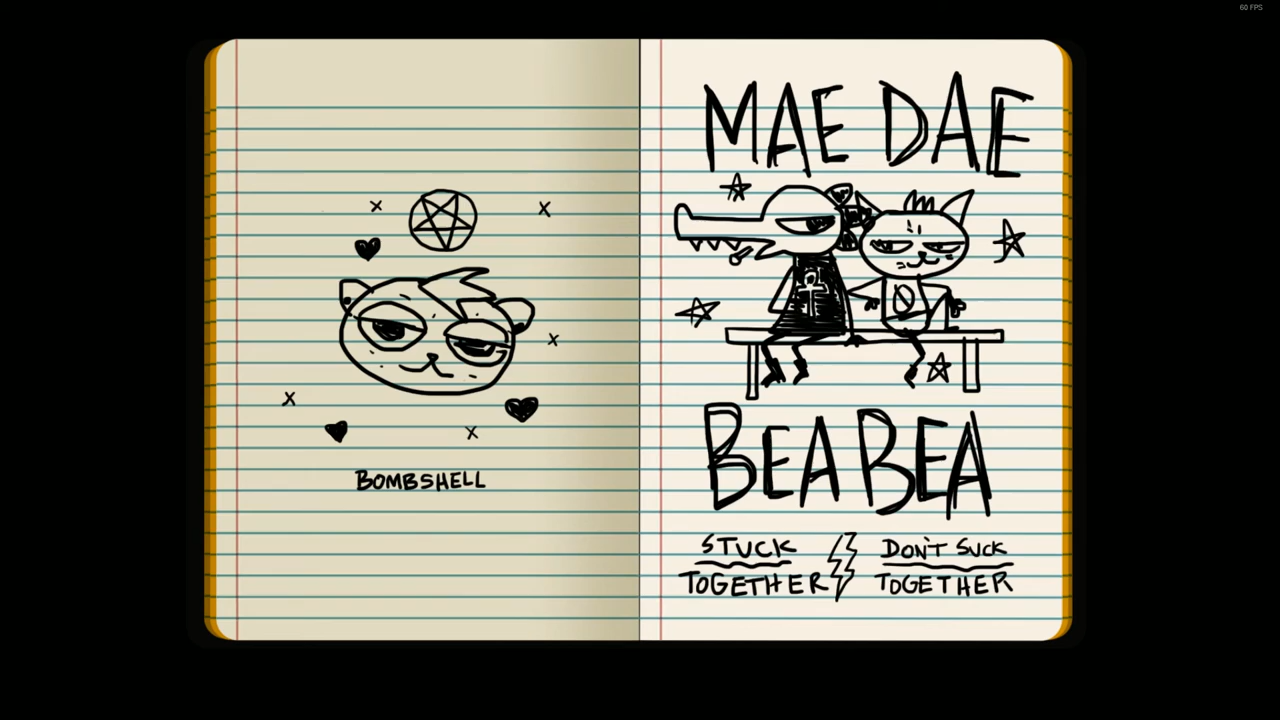 60 FPS
BOMBSHELL
MAE DAE
BEA BEA
STUCK TOGETHER
DON'T SUCK TOGETHER